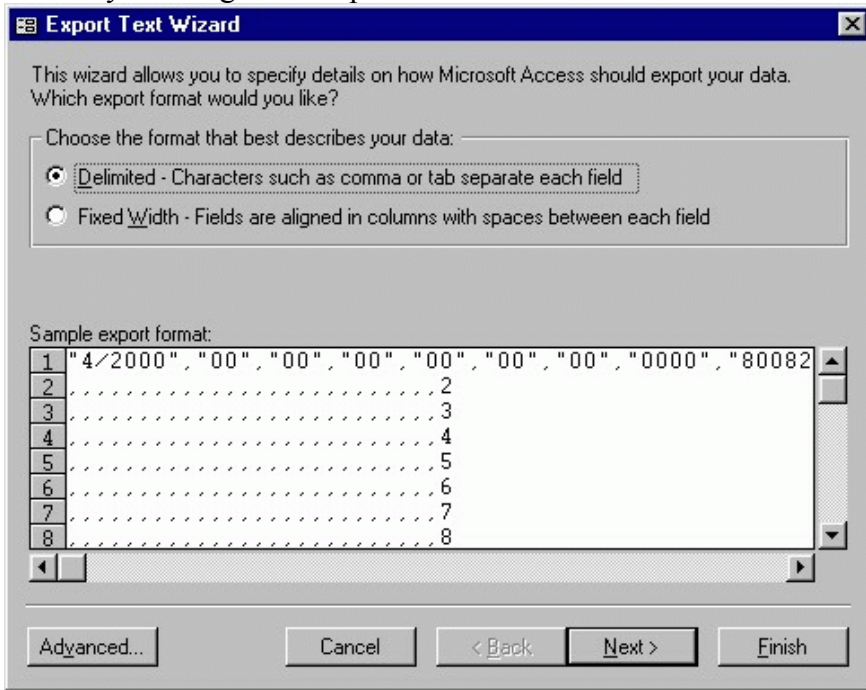 Export Text Wizard
This wizard allows you to specify details on how Microsoft Access should export your data.
Which export format would you like?
Choose the format that best describes your data:
Delimited - Characters such as comma or tab separate each field
Fixed Width - Fields are aligned in columns with spaces between each field
Sample export format:
1 "4/2000","00","00","00","00","00","00","0000","80082
2 ,,,,,,,,,,,,,,,,,,,,,,,,,,2
3 ,,,,,,,,,,,,,,,,,,,,,,,,,,3
4 ,,,,,,,,,,,,,,,,,,,,,,,,,,4
5 ,,,,,,,,,,,,,,,,,,,,,,,,,,5
6 ,,,,,,,,,,,,,,,,,,,,,,,,,,6
7 ,,,,,,,,,,,,,,,,,,,,,,,,,,7
8 ,,,,,,,,,,,,,,,,,,,,,,,,,,8
Advanced... Cancel < Back Next > Finish